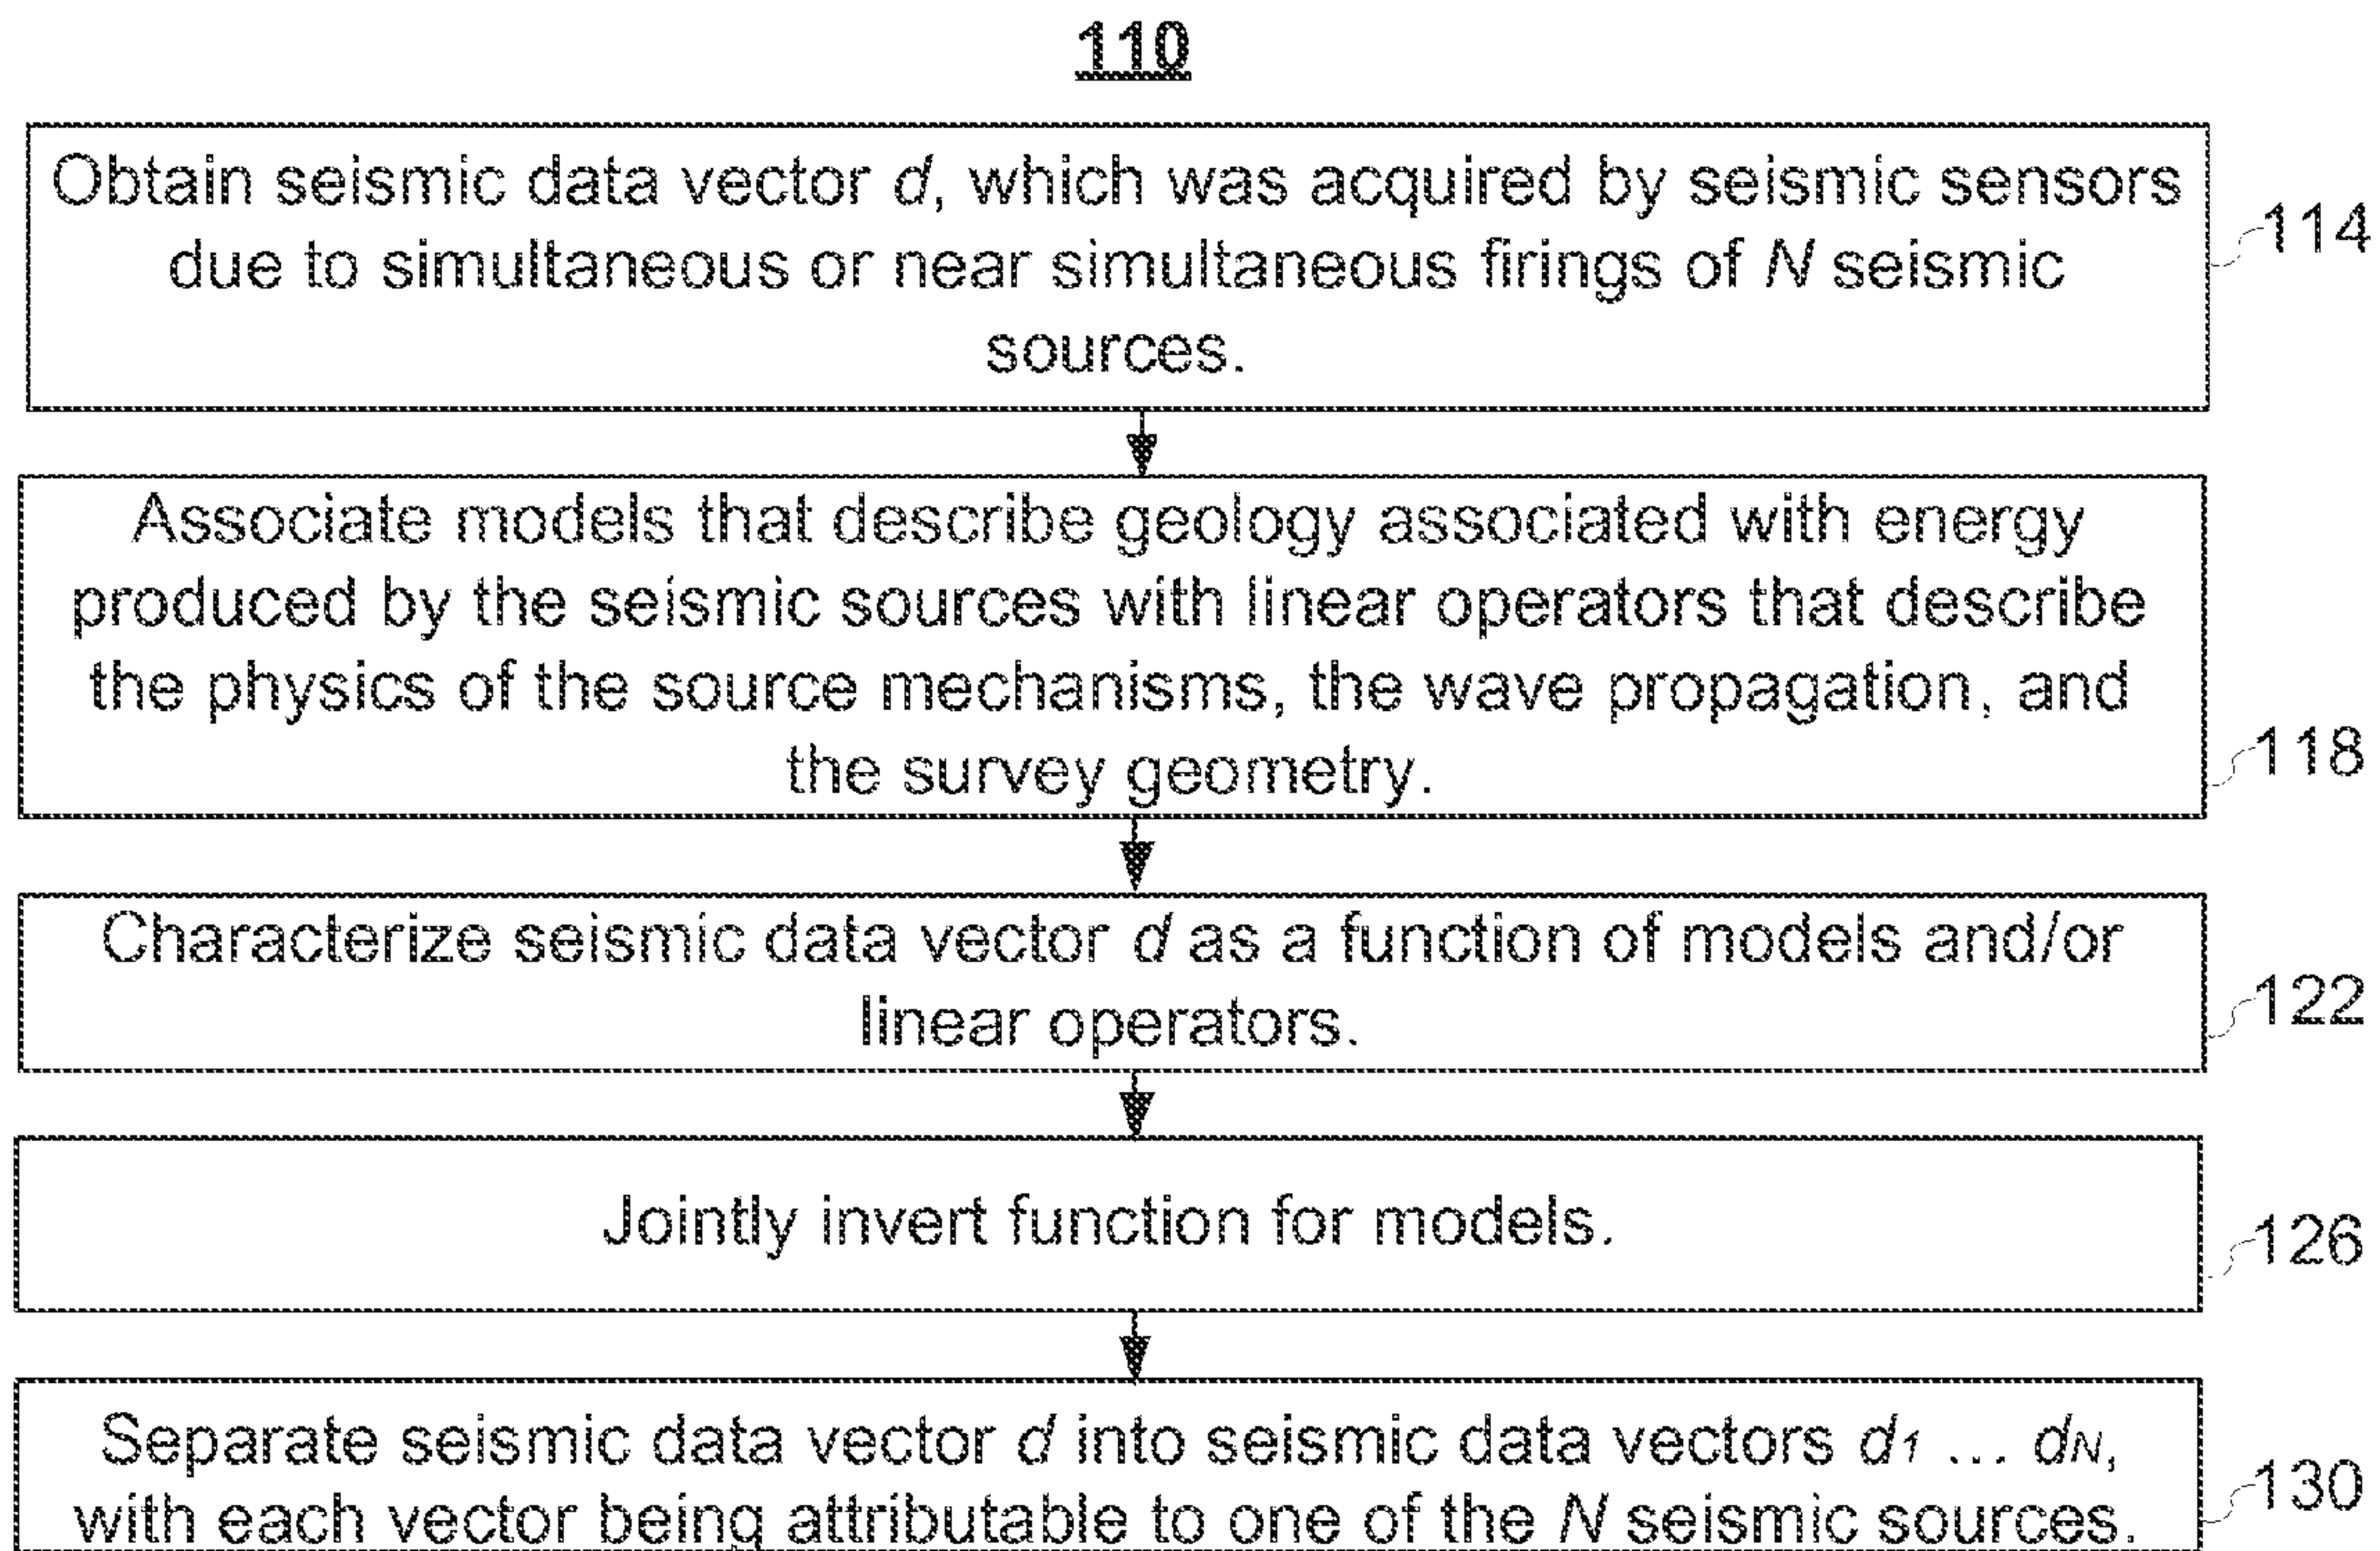 110
Obtain seismic data vector d, which was acquired by seismic sensors
due to simultaneous or near simultaneous firings of N seismic
sources.
114
Associate models that describe geology associated with energy
produced by the seismic sources with linear operators that describe
the physics of the source mechanisms, the wave propagation, and
the survey geometry.
118
Characterize seismic data vector d as a function of models and/or
linear operators.
122
Jointly invert function for models.
126
Separate seismic data vector d into seismic data vectors d1 ... dN,
with each vector being attributable to one of the N seismic sources.
130